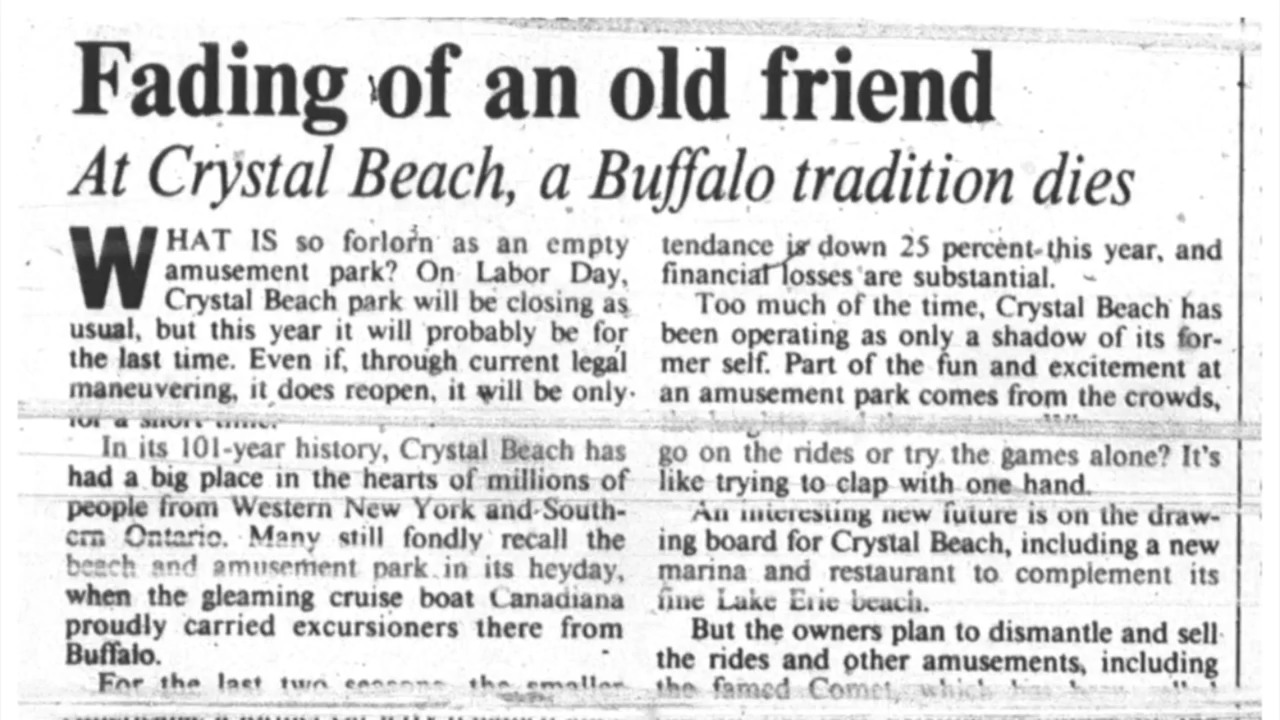 Fading of an old friend
At Crystal Beach, a Buffalo tradition dies
WHAT IS so forlorn as an empty
amusement park? On Labor Day,
Crystal Beach park will be closing as
usual, but this year it will probably be for
the last time. Even if, through current legal
maneuvering, it does reopen, it will be only
for a short time.
In its 101-year history, Crystal Beach has
had a big place in the hearts of millions of
people from Western New York and South-
ern Ontario. Many still fondly recall the
beach and amusement park in its heyday,
when the gleaming cruise boat Canadiana
proudly carried excursioners there from
Buffalo.
For the last two seasons, the smaller
tendance is down 25 percent this year, and
financial losses are substantial.
Too much of the time, Crystal Beach has
been operating as only a shadow of its for-
mer self. Part of the fun and excitement at
an amusement park comes from the crowds,
the laughter and the
go on the rides or try the games alone? It's
like trying to clap with one hand.
An interesting new future is on the draw-
ing board for Crystal Beach, including a new
marina and restaurant to complement its
fine Lake Erie beach.
But the owners plan to dismantle and sell
the rides and other amusements, including
the famed Comet, which has been